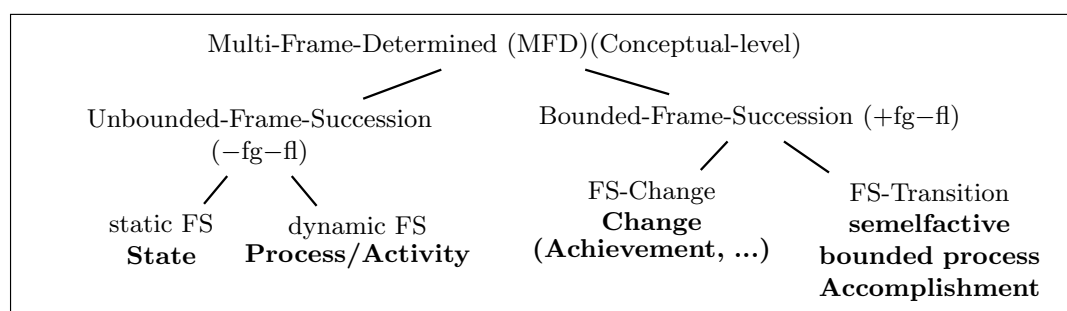 Multi-Frame-Determined (MFD)(Conceptual-level)
Unbounded-Frame-Succession
(−fg−fl)
Bounded-Frame-Succession (+fg−fl)
static FS
State
dynamic FS
Process/Activity
FS-Change
Change
(Achievement, ...)
FS-Transition
semelfactive
bounded process
Accomplishment